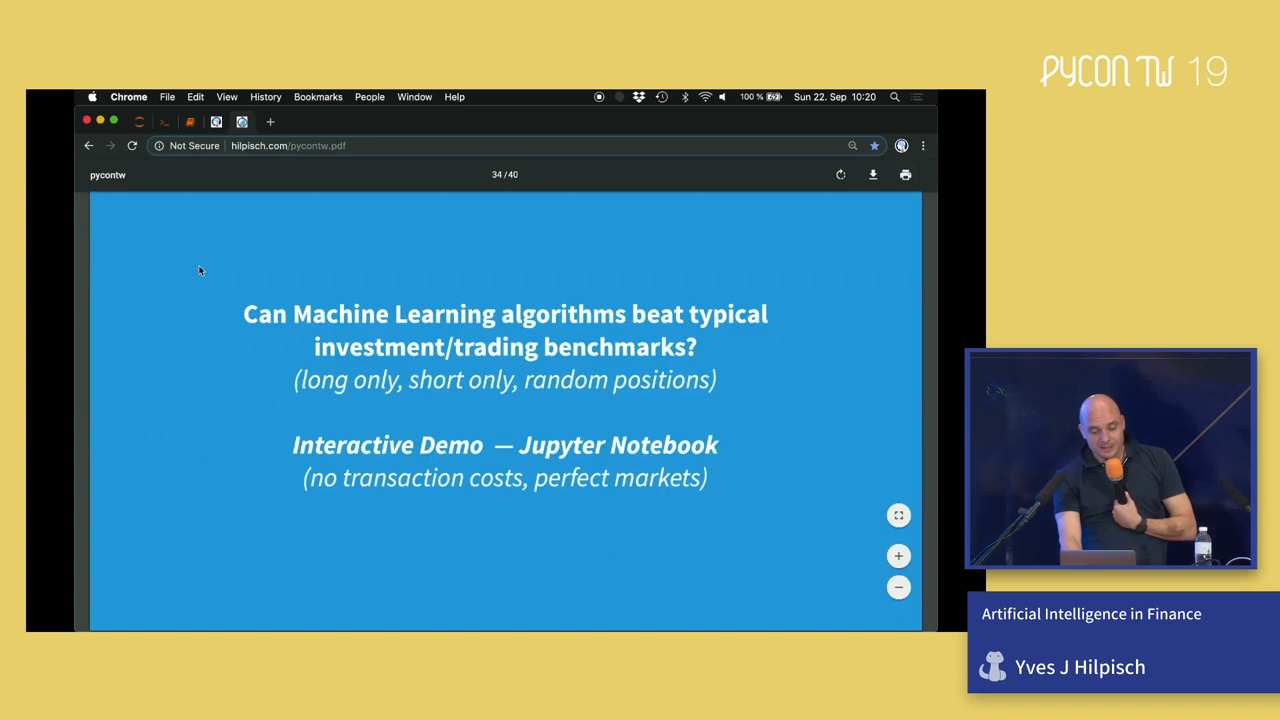 PYCON TW 19
Chrome File Edit View History Bookmarks People Window Help 100 % Sun 22. Sep 10:20
Not Secure hilpisch.com/pycontw.pdf
pycontw 34 / 40
Can Machine Learning algorithms beat typical
investment/trading benchmarks?
(long only, short only, random positions)
Interactive Demo — Jupyter Notebook
(no transaction costs, perfect markets)
Artificial Intelligence in Finance
Yves J Hilpisch